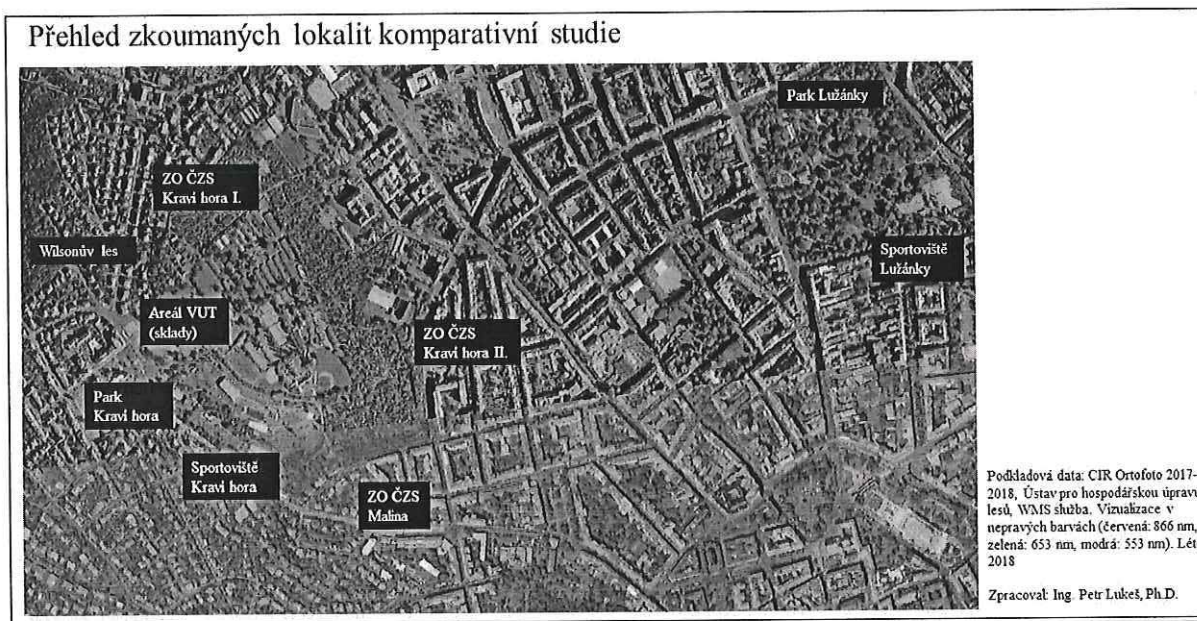 Přehled zkoumaných lokalit komparativní studie
Park Lužánky
ZO ČZS
Kraví hora I.
Wilsonův les
Sportoviště
Lužánky
Areál VUT
(sklady)
ZO ČZS
Kraví hora II.
Park
Kraví hora
Sportoviště
Kraví hora
ZO ČZS
Malina
Podkladová data: CIR Ortofoto 2017-
2018, Ústav pro hospodářskou úpravu
lesů, WMS služba. Vizualizace v
nepravých barvách (červená: 866 nm,
zelená: 653 nm, modrá: 553 nm). Lét
2018
Zpracoval: Ing. Petr Lukeš, Ph.D.